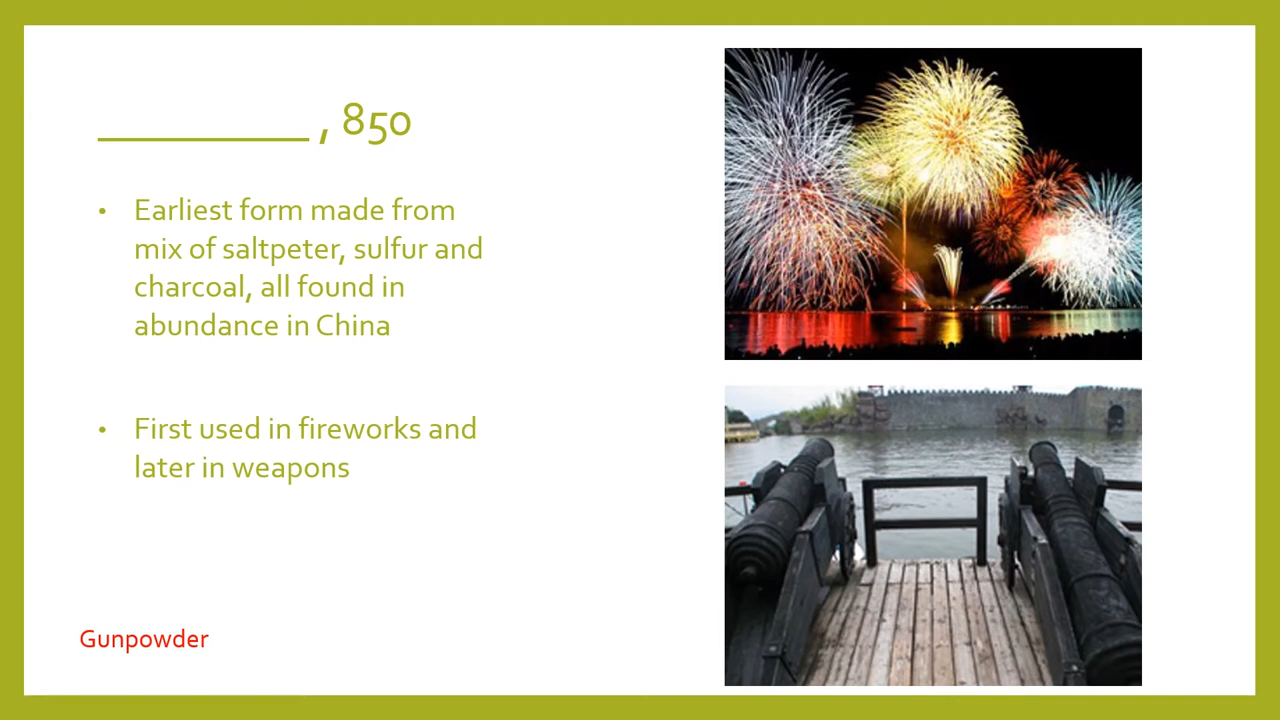 __________ , 850
• Earliest form made from
mix of saltpeter, sulfur and
charcoal, all found in
abundance in China
• First used in fireworks and
later in weapons
Gunpowder